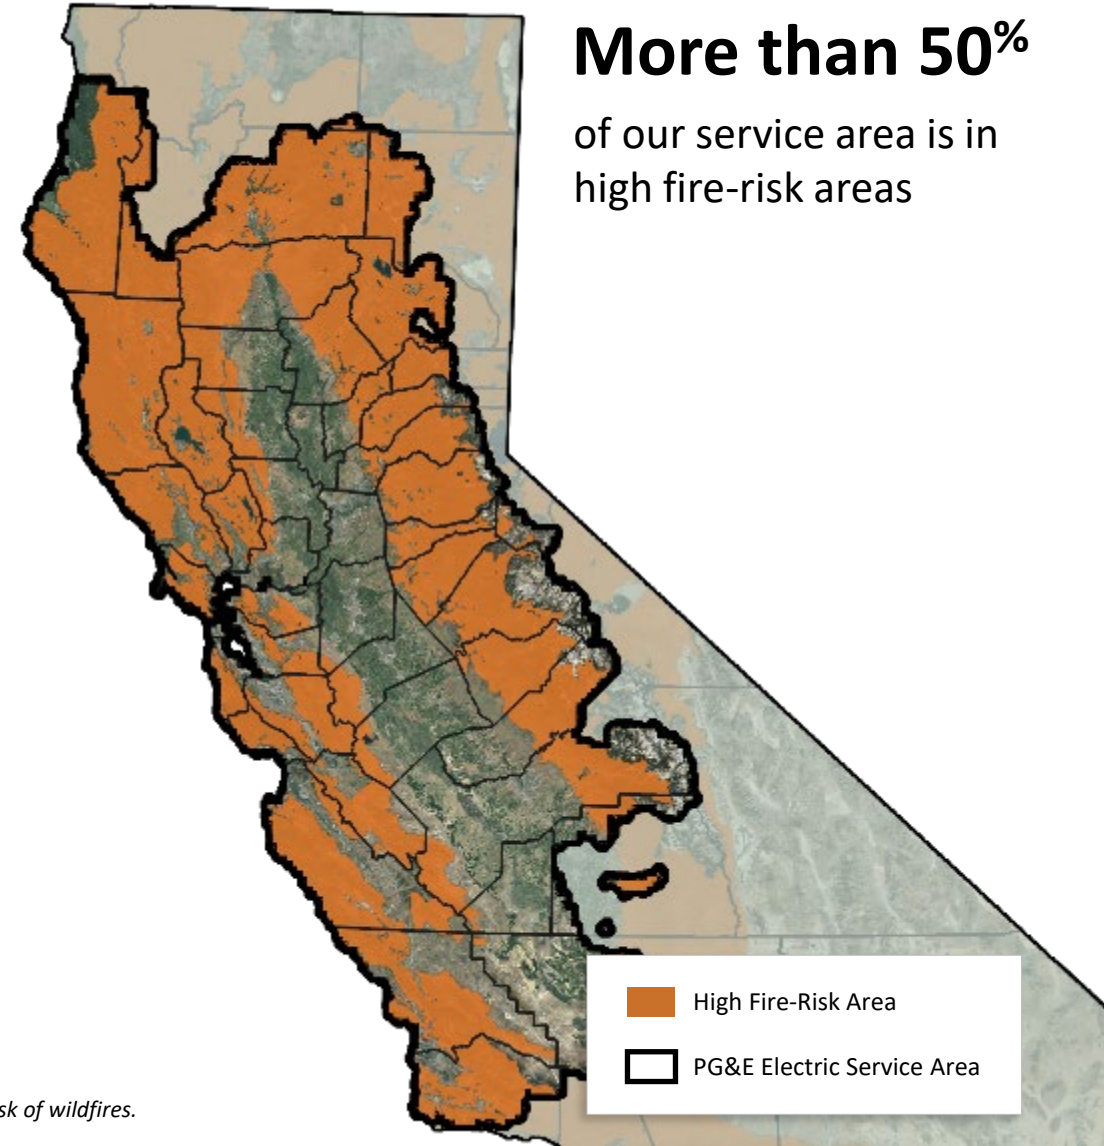 More than 50%
of our service area is in
high fire-risk areas
High Fire-Risk Area
PG&E Electric Service Area
sk of wildfires.